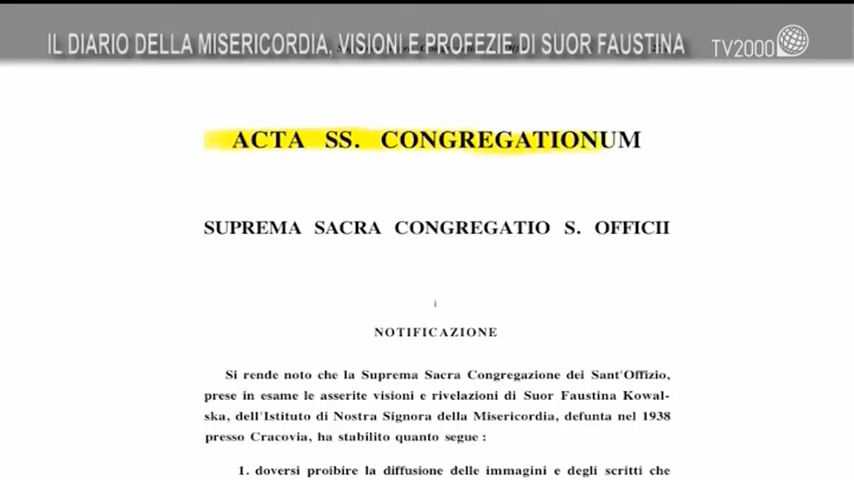 IL DIARIO DELLA MISERICORDIA, VISIONI E PROFEZIE DI SUOR FAUSTINA
TV2000
ACTA SS. CONGREGATIONUM
SUPREMA SACRA CONGREGATIO S. OFFICII
i
NOTIFICAZIONE
Si rende noto che la Suprema Sacra Congregazione dei Sant'Offizio,
prese in esame le asserite visioni e rivelazioni di Suor Faustina Kowal-
ska, dell'Istituto di Nostra Signora della Misericordia, defunta nel 1938
presso Cracovia, ha stabilito quanto segue :
1. doversi proibire la diffusione delle immagini e degli scritti che